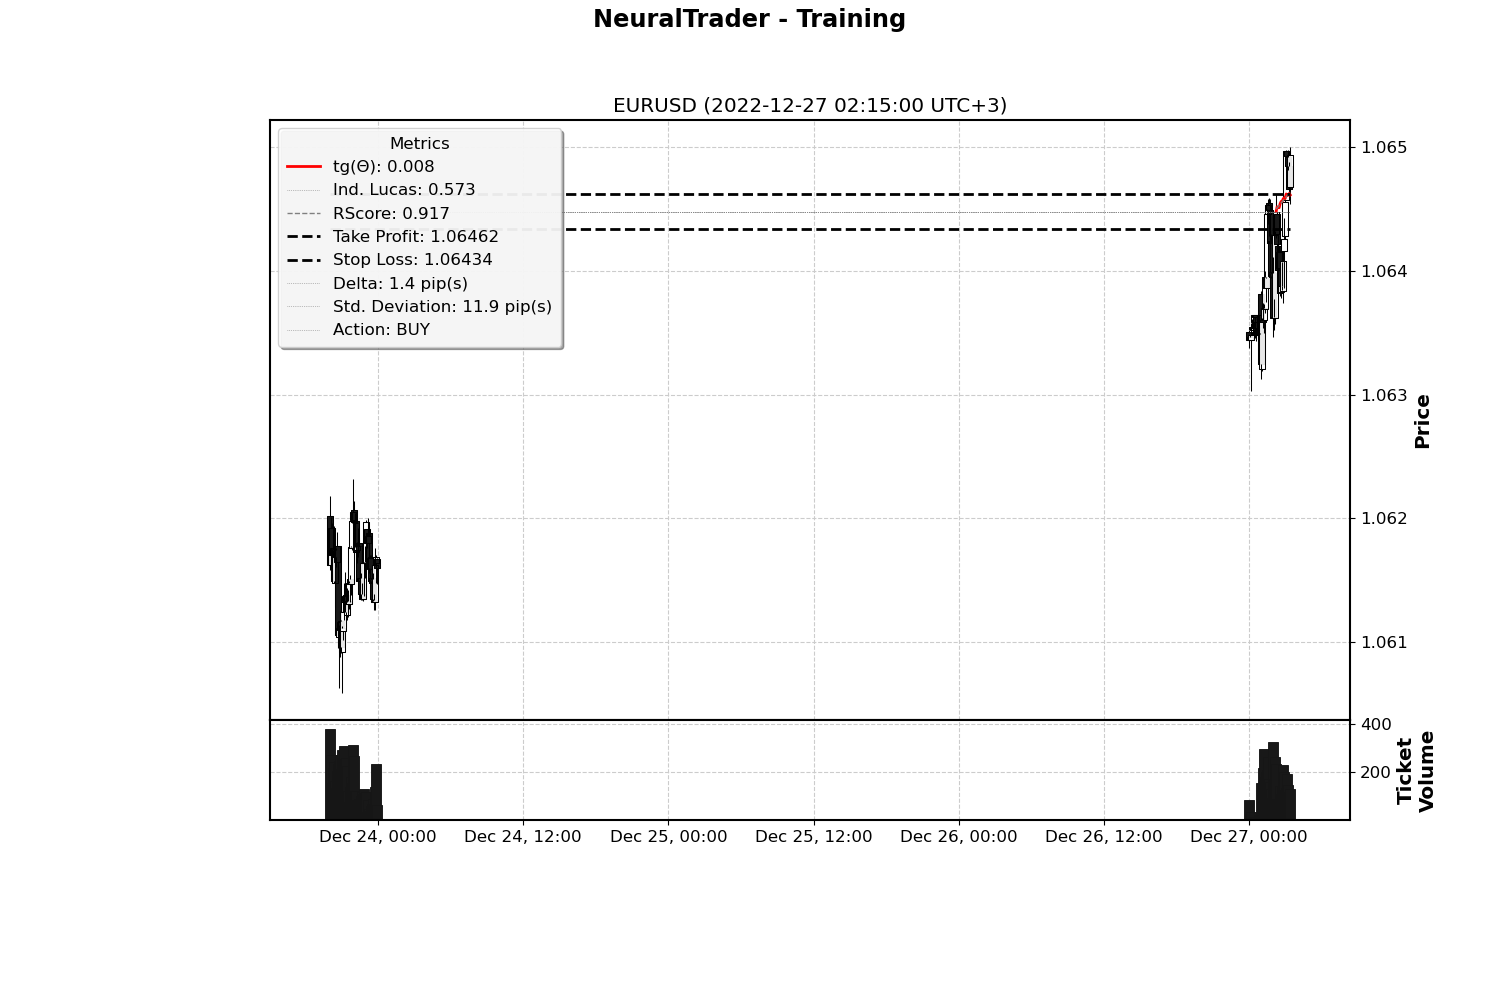 NeuralTrader - Training
EURUSD (2022-12-27 02:15:00 UTC+3)
Metrics
tg(Θ): 0.008
Ind. Lucas: 0.573
RScore: 0.917
Take Profit: 1.06462
Stop Loss: 1.06434
Delta: 1.4 pip(s)
Std. Deviation: 11.9 pip(s)
Action: BUY
1.065
1.064
1.063
1.062
1.061
Price
400
200
Ticket
Volume
Dec 24, 00:00
Dec 24, 12:00
Dec 25, 00:00
Dec 25, 12:00
Dec 26, 00:00
Dec 26, 12:00
Dec 27, 00:00